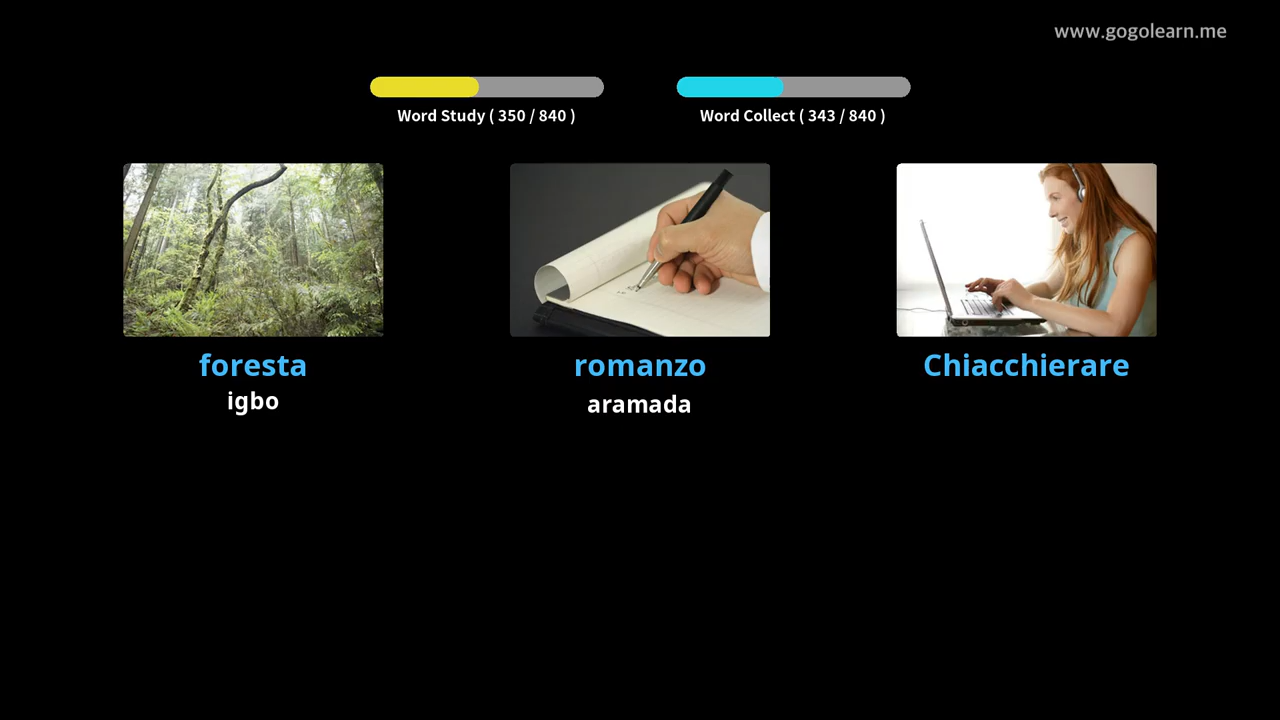 www.gogolearn.me
Word Study ( 350 / 840 )
Word Collect ( 343 / 840 )
foresta
romanzo
Chiacchierare
igbo
aramada